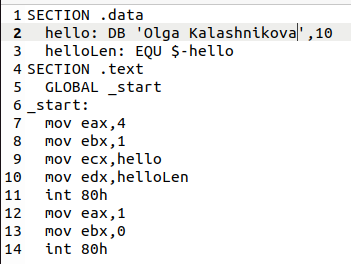 1 SECTION .data
2 hello: DB 'Olga Kalashnikova',10
3 helloLen: EQU $-hello
4 SECTION .text
5 GLOBAL _start
6 _start:
7 mov eax,4
8 mov ebx,1
9 mov ecx,hello
10 mov edx,helloLen
11 int 80h
12 mov eax,1
13 mov ebx,0
14 int 80h